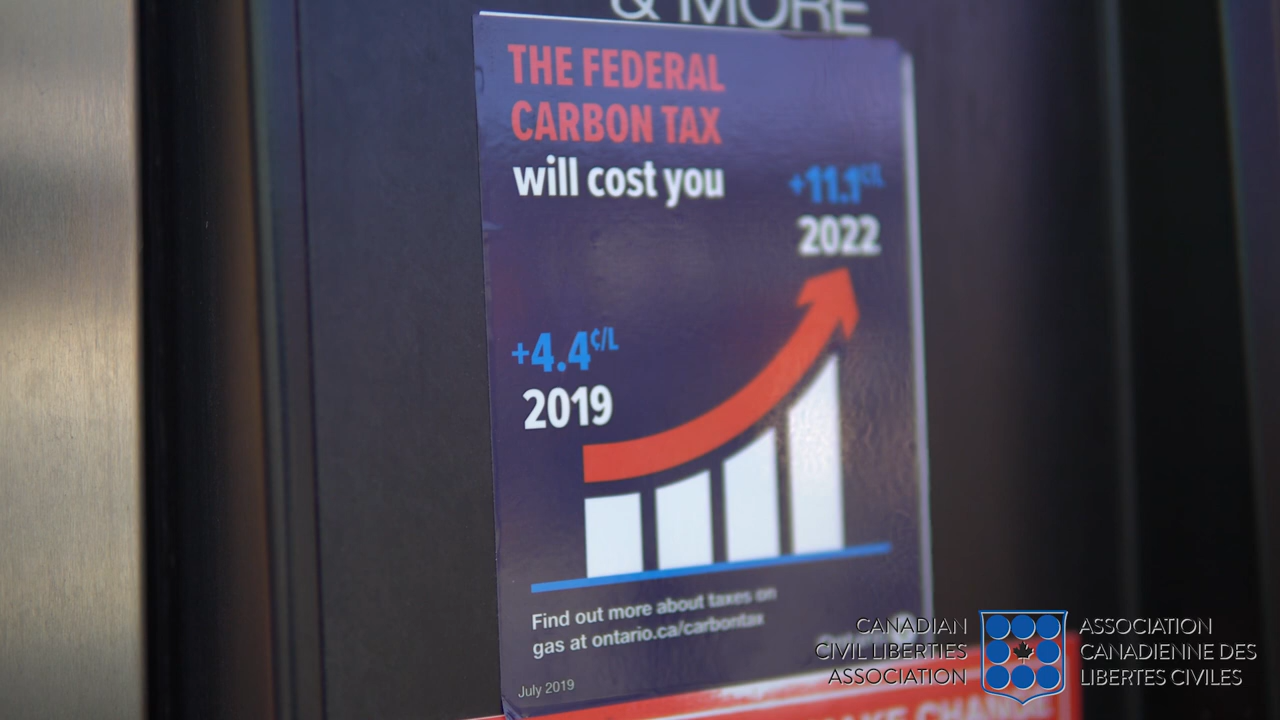 & MORE
THE FEDERAL
CARBON TAX
will cost you
+11.1¢/L
2022
+4.4¢/L
2019
Find out more about taxes on
gas at ontario.ca/carbontax
July 2019
CANADIAN
CIVIL LIBERTIES
ASSOCIATION
ASSOCIATION
CANADIENNE DES
LIBERTES CIVILES
CHANGE